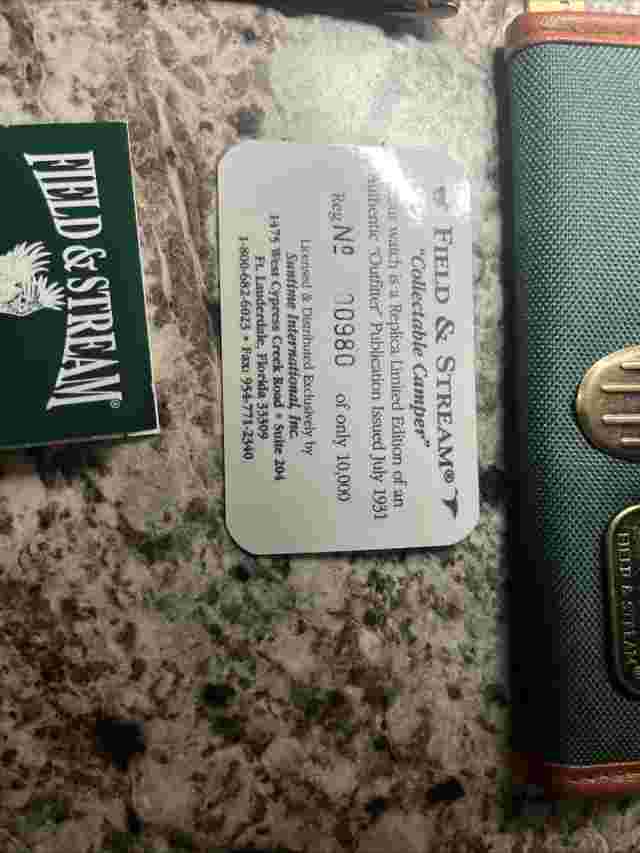 FIELD & STREAM®
FIELD & STREAM®
"Collectable Camper"
Your watch is a Replica Limited Edition of an
Authentic "Outfitter" Publication Issued July 1931
Reg. Nº 00980 of only 10,000
Licensed & Distributed Exclusively by
Suntime International, Inc.
1475 West Cypress Creek Road • Suite 204
Ft. Lauderdale, Florida 33309
1-800-682-6023 • Fax: 954-771-2340
FIELD & STREAM